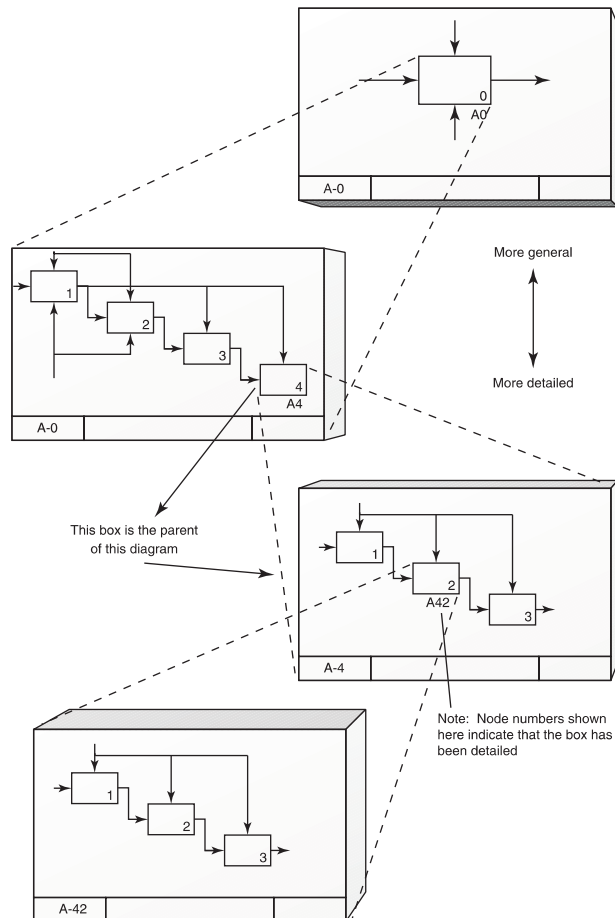 0
A0
A-0
More general
More detailed
1
2
3
4
A4
A-0
This box is the parent
of this diagram
1
2
A42
3
A-4
Note: Node numbers shown
here indicate that the box has
been detailed
1
2
3
A-42